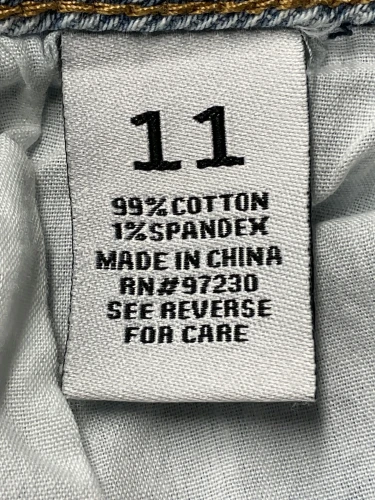 11
99%COTTON
1%SPANDEX
MADE IN CHINA
RN#97230
SEE REVERSE
FOR CARE